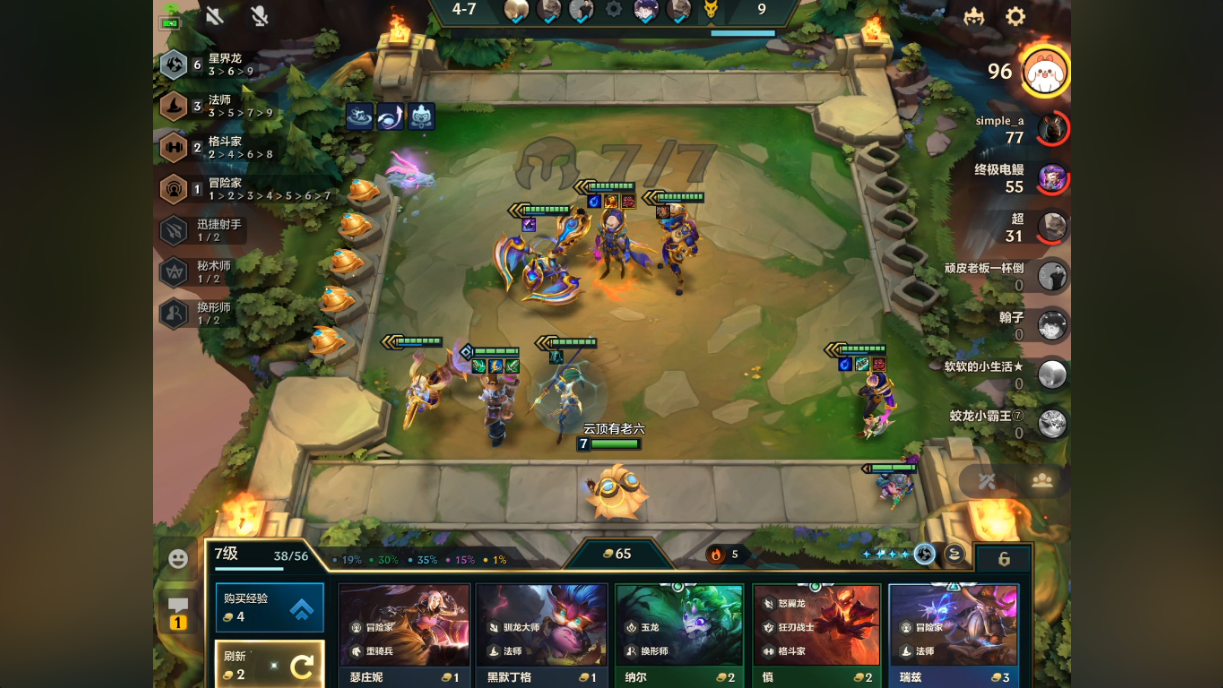 4-7
9
6
星界龙
3 > 6 > 9
3
法师
3 > 5 > 7 > 9
2
格斗家
2 > 4 > 6 > 8
1
冒险家
1 > 2 > 3 > 4 > 5 > 6 > 7
迅捷射手
1 / 2
秘术师
1 / 2
换形师
1 / 2
7/7
96
simple_a
77
终极电鳗
55
超
31
顽皮老板一杯倒
0
翰子
0
软软的小生活★
0
蛟龙小霸王⑦
0
云顶有老六
7
7级
38/56
19%
30%
35%
15%
1%
65
5
6
购买经验
4
刷新
2
1
冒险家
重骑兵
瑟庄妮
1
驯龙大师
法师
黑默丁格
1
玉龙
换形师
纳尔
2
怒翼龙
狂刃战士
格斗家
慎
2
冒险家
法师
瑞兹
3